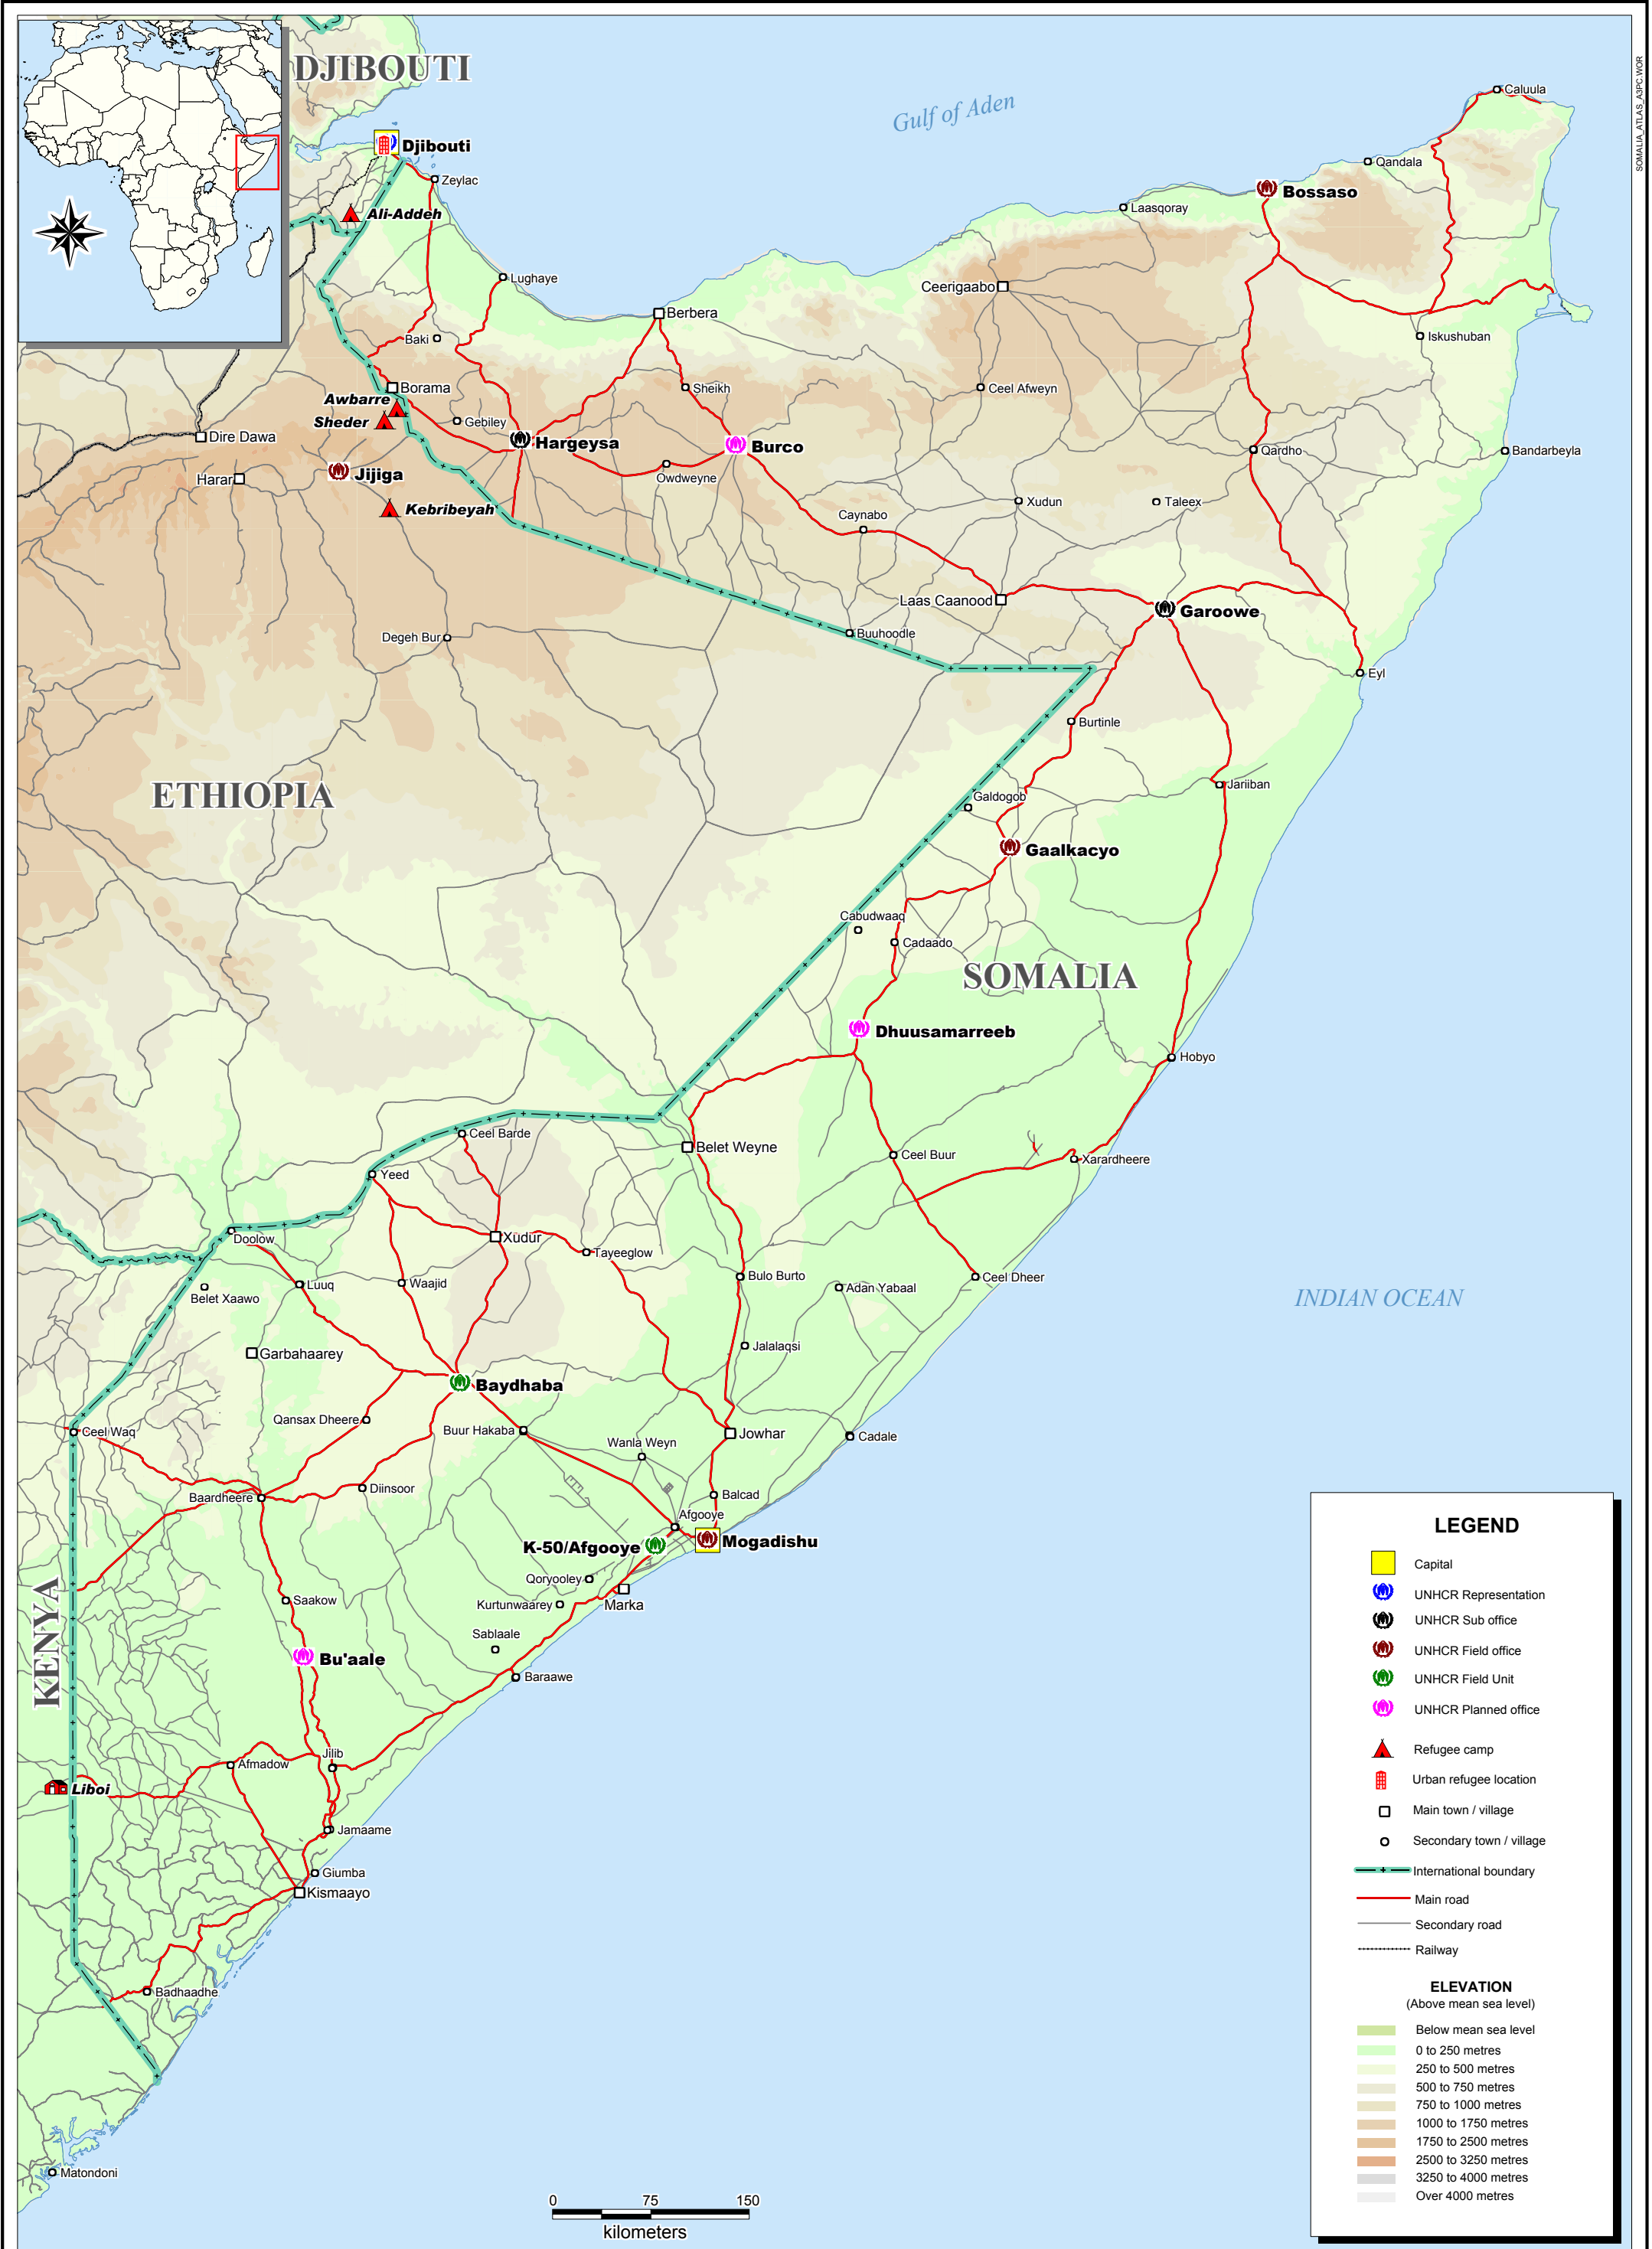 SOMALIA_ATLAS_A3PC.WOR
DJIBOUTI
Gulf of Aden
Caluula
Djibouti
Qandala
Zeylac
Bossaso
Laasqoray
Ali-Addeh
Lughaye
Ceerigaabo
Berbera
Iskushuban
Baki
Borama
Sheikh
Ceel Afweyn
Awbarre
Sheder
Gebiley
Dire Dawa
Hargeysa
Burco
Qardho
Bandarbeyla
Jijiga
Harar
Owdweyne
Xudun
Taleex
Kebribeyah
Caynabo
Laas Caanood
Garoowe
Degeh Bur
Buuhoodle
Eyl
Burtinle
ETHIOPIA
Jariiban
Galdogob
Gaalkacyo
Cabudwaaq
Cadaado
SOMALIA
Dhuusamarreeb
Hobyo
Ceel Barde
Belet Weyne
Ceel Buur
Xarardheere
Yeed
Doolow
Xudur
Tayeeglow
Luuq
Waajid
Bulo Burto
Adan Yabaal
Ceel Dheer
Belet Xaawo
INDIAN OCEAN
Garbahaarey
Jalalaqsi
Baydhaba
Qansax Dheere
Ceel Waq
Buur Hakaba
Wanla Weyn
Jowhar
Cadale
Baardheere
Diinsoor
Balcad
Afgooye
K-50/Afgooye
Mogadishu
Qoryooley
Saakow
Kurtunwaarey
Marka
KENYA
Sablaale
Bu'aale
Baraawe
Jilib
Afmadow
Liboi
Jamaame
Giumba
Kismaayo
Badhaadhe
Matondoni
0 75 150
kilometers
LEGEND
Capital
UNHCR Representation
UNHCR Sub office
UNHCR Field office
UNHCR Field Unit
UNHCR Planned office
Refugee camp
Urban refugee location
Main town / village
Secondary town / village
International boundary
Main road
Secondary road
Railway
ELEVATION
(Above mean sea level)
Below mean sea level
0 to 250 metres
250 to 500 metres
500 to 750 metres
750 to 1000 metres
1000 to 1750 metres
1750 to 2500 metres
2500 to 3250 metres
3250 to 4000 metres
Over 4000 metres